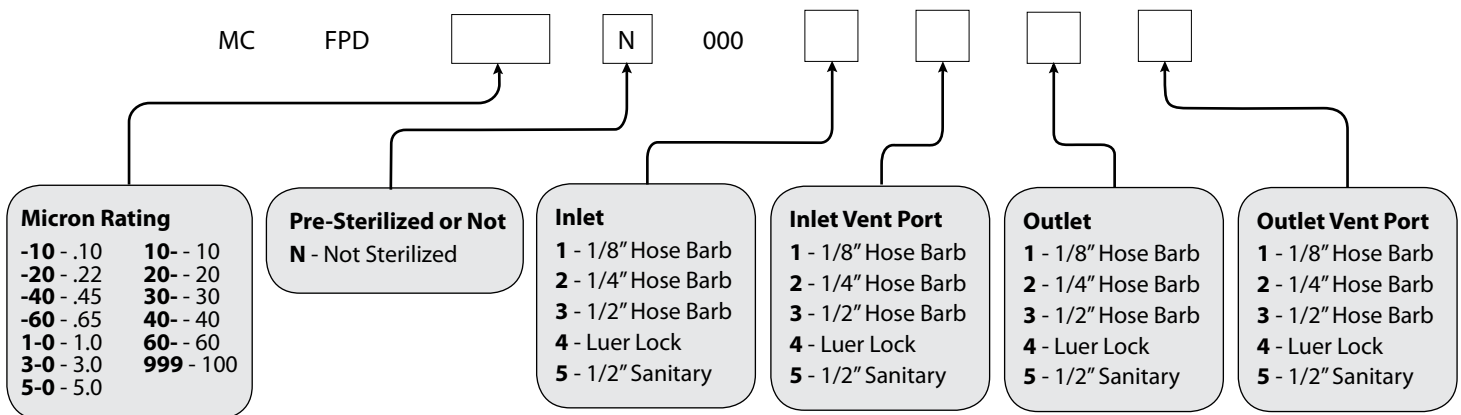 MC FPD N 000
Micron Rating
-10 - .10 10- - 10
-20 - .22 20- - 20
-40 - .45 30- - 30
-60 - .65 40- - 40
1-0 - 1.0 60- - 60
3-0 - 3.0 999 - 100
5-0 - 5.0
Pre-Sterilized or Not
N - Not Sterilized
Inlet
1 - 1/8” Hose Barb
2 - 1/4” Hose Barb
3 - 1/2” Hose Barb
4 - Luer Lock
5 - 1/2” Sanitary
Inlet Vent Port
1 - 1/8” Hose Barb
2 - 1/4” Hose Barb
3 - 1/2” Hose Barb
4 - Luer Lock
5 - 1/2” Sanitary
Outlet
1 - 1/8” Hose Barb
2 - 1/4” Hose Barb
3 - 1/2” Hose Barb
4 - Luer Lock
5 - 1/2” Sanitary
Outlet Vent Port
1 - 1/8” Hose Barb
2 - 1/4” Hose Barb
3 - 1/2” Hose Barb
4 - Luer Lock
5 - 1/2” Sanitary